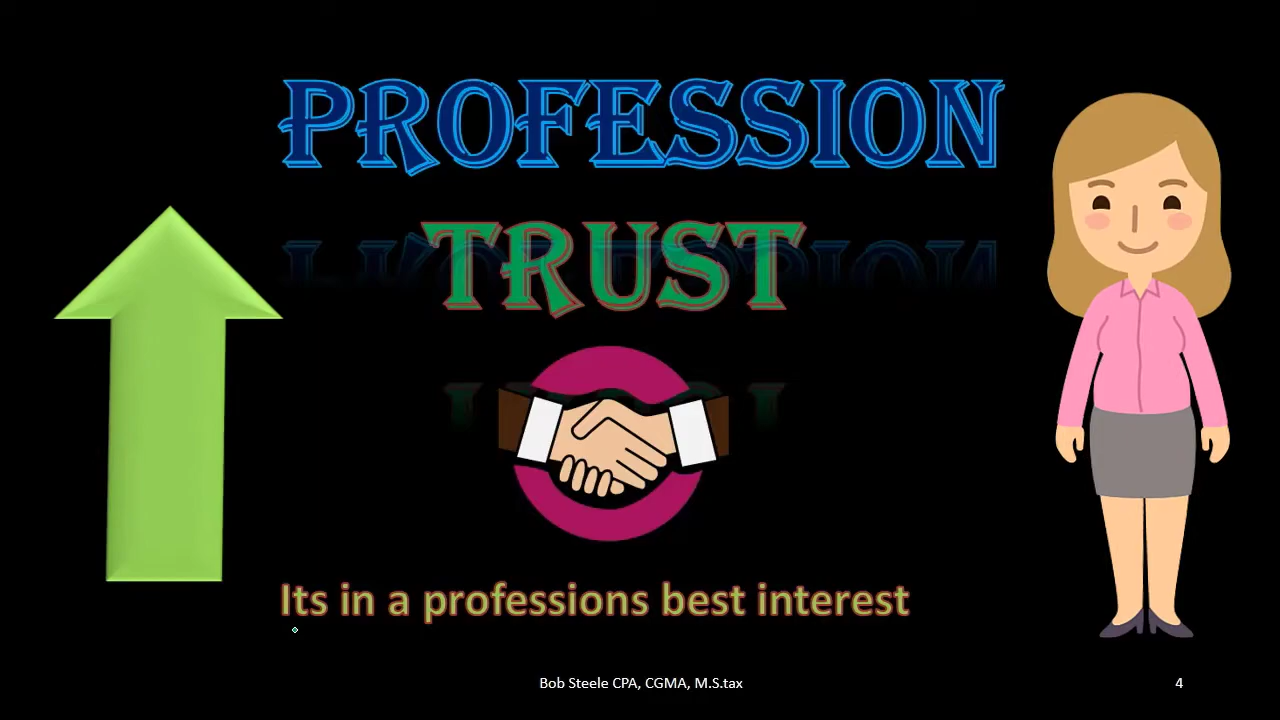 PROFESSION
TRUST
Its in a professions best interest
Bob Steele CPA, CGMA, M.S.tax
4